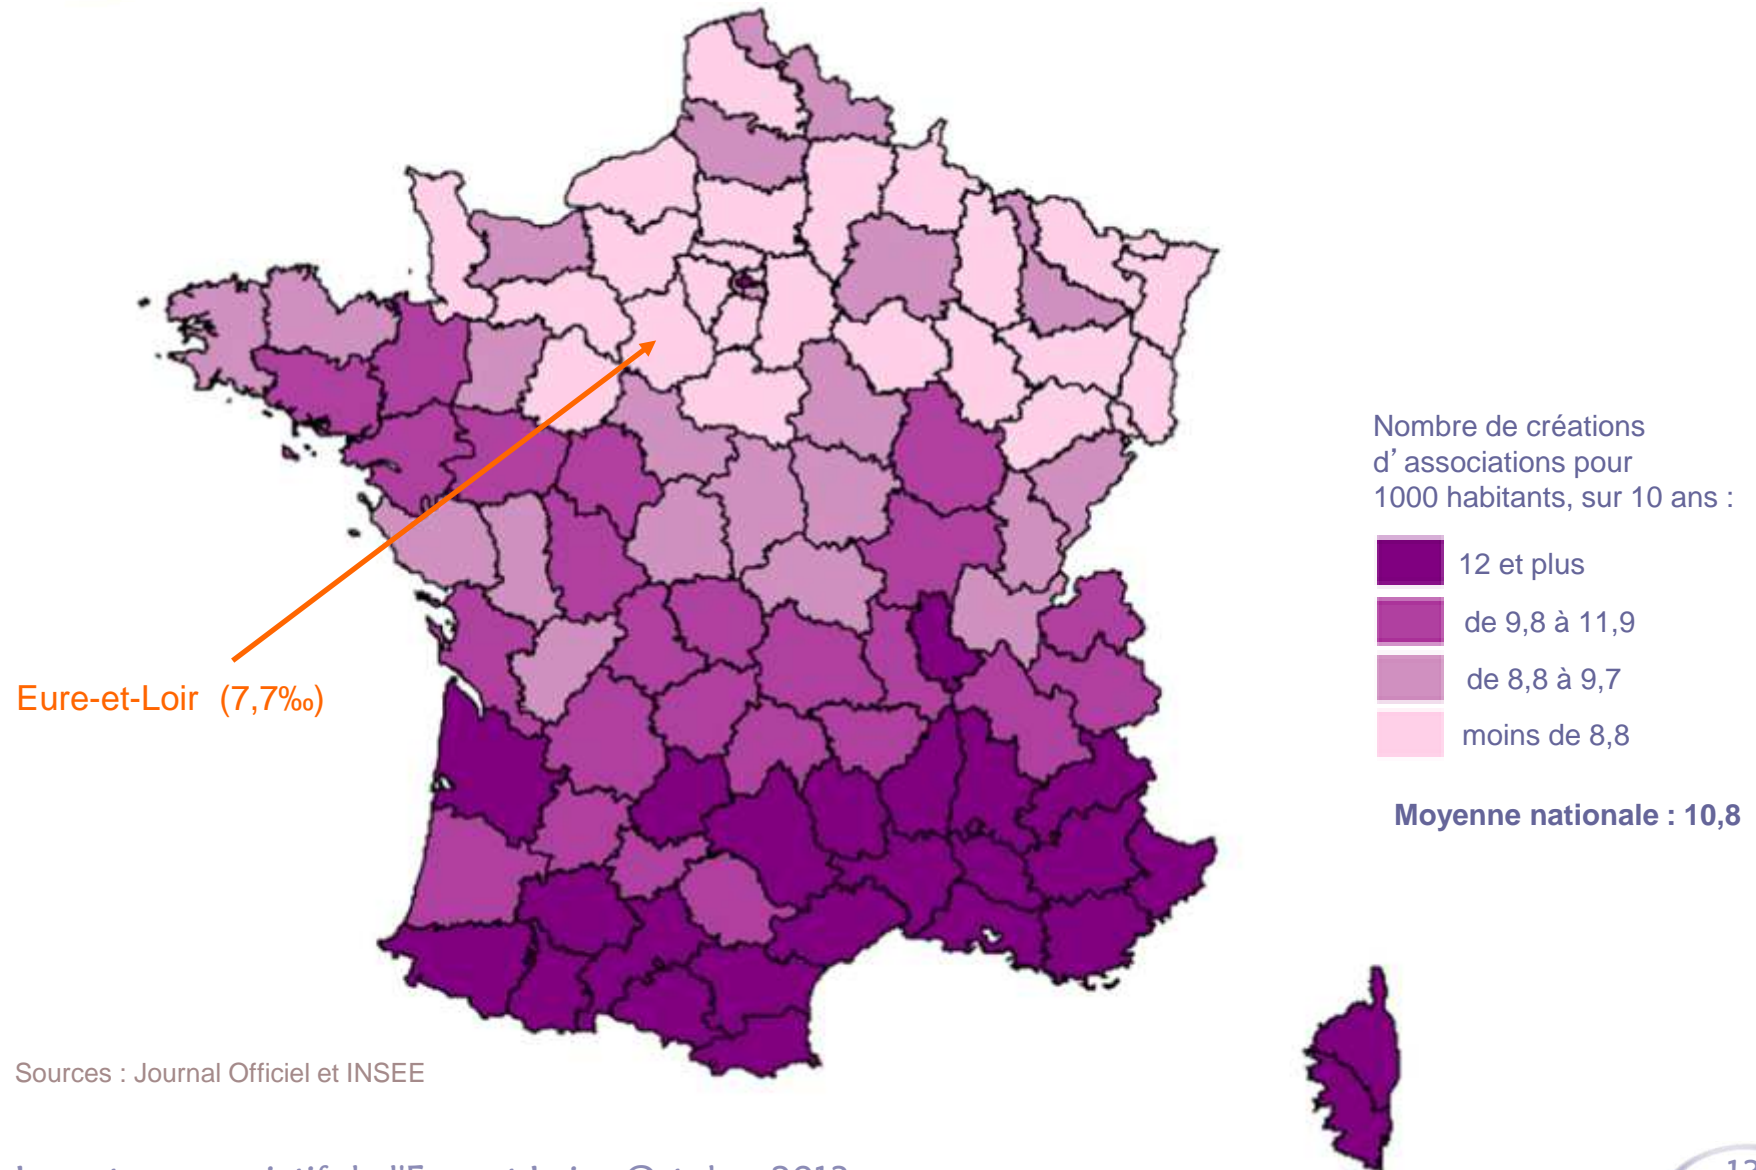 Nombre de créations
d’associations pour
1000 habitants, sur 10 ans :
12 et plus
de 9,8 à 11,9
de 8,8 à 9,7
moins de 8,8
Moyenne nationale : 10,8
Eure-et-Loir (7,7‰)
Sources : Journal Officiel et INSEE